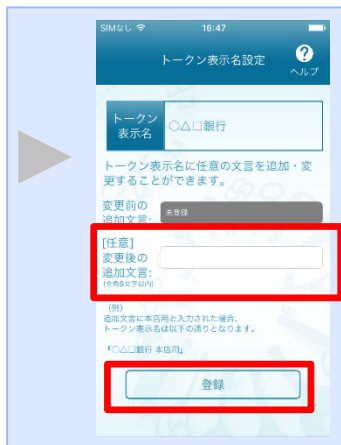 SIMなし 16:47
トークン表示名設定
?
ヘルプ
トークン
表示名
○△□銀行
トークン表示名に任意の文言を追加・変
更することができます。
変更前の
追加文言:
未登録
[任意]
変更後の
追加文言:
(全角8文字以内)
(例)
追加文言に本店用と入力された場合、
トークン表示名は以下の通りとなります。
『○△□銀行 本店用』
登録